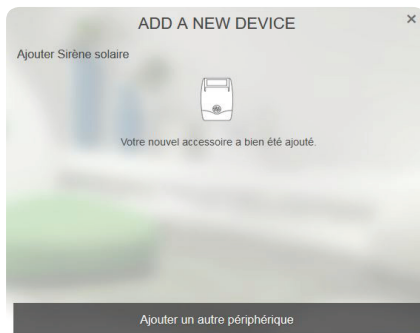 ADD A NEW DEVICE
×
Ajouter Sirène solaire
Votre nouvel accessoire a bien été ajouté.
Ajouter un autre périphérique